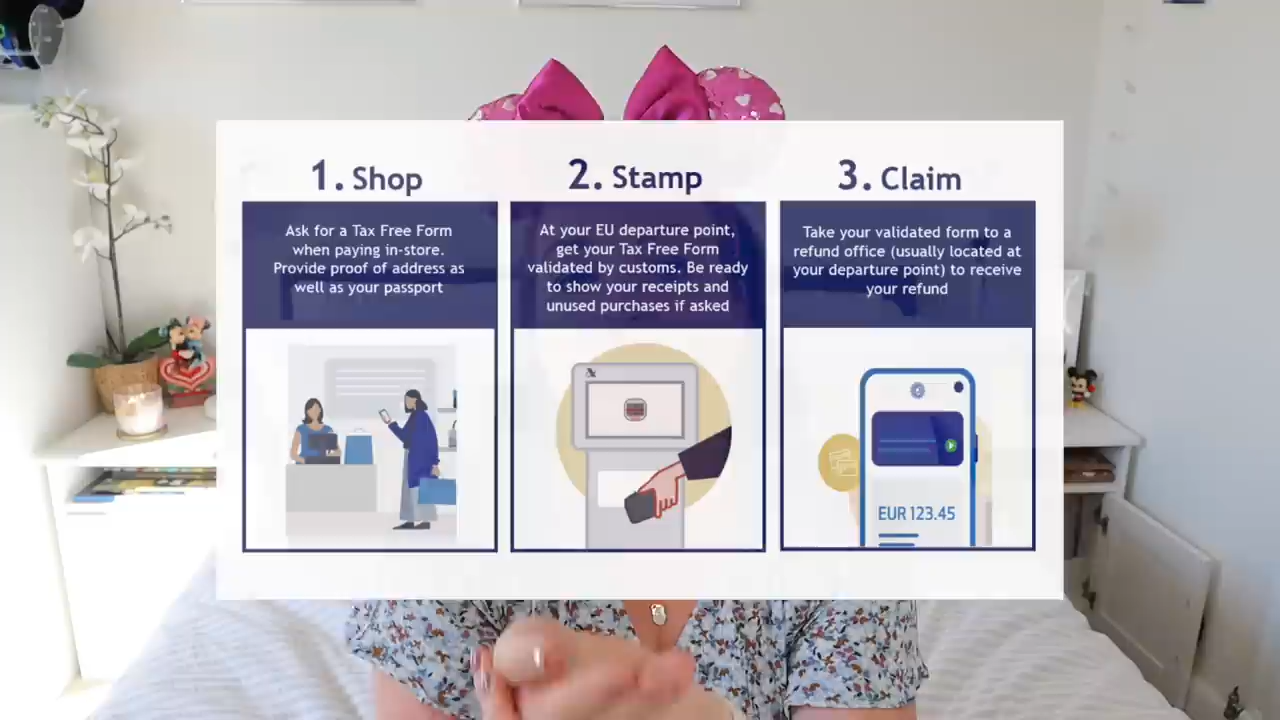 1. Shop
Ask for a Tax Free Form
when paying in-store.
Provide proof of address as
well as your passport
2. Stamp
At your EU departure point,
get your Tax Free Form
validated by customs. Be ready
to show your receipts and
unused purchases if asked
3. Claim
Take your validated form to a
refund office (usually located at
your departure point) to receive
your refund
EUR 123.45